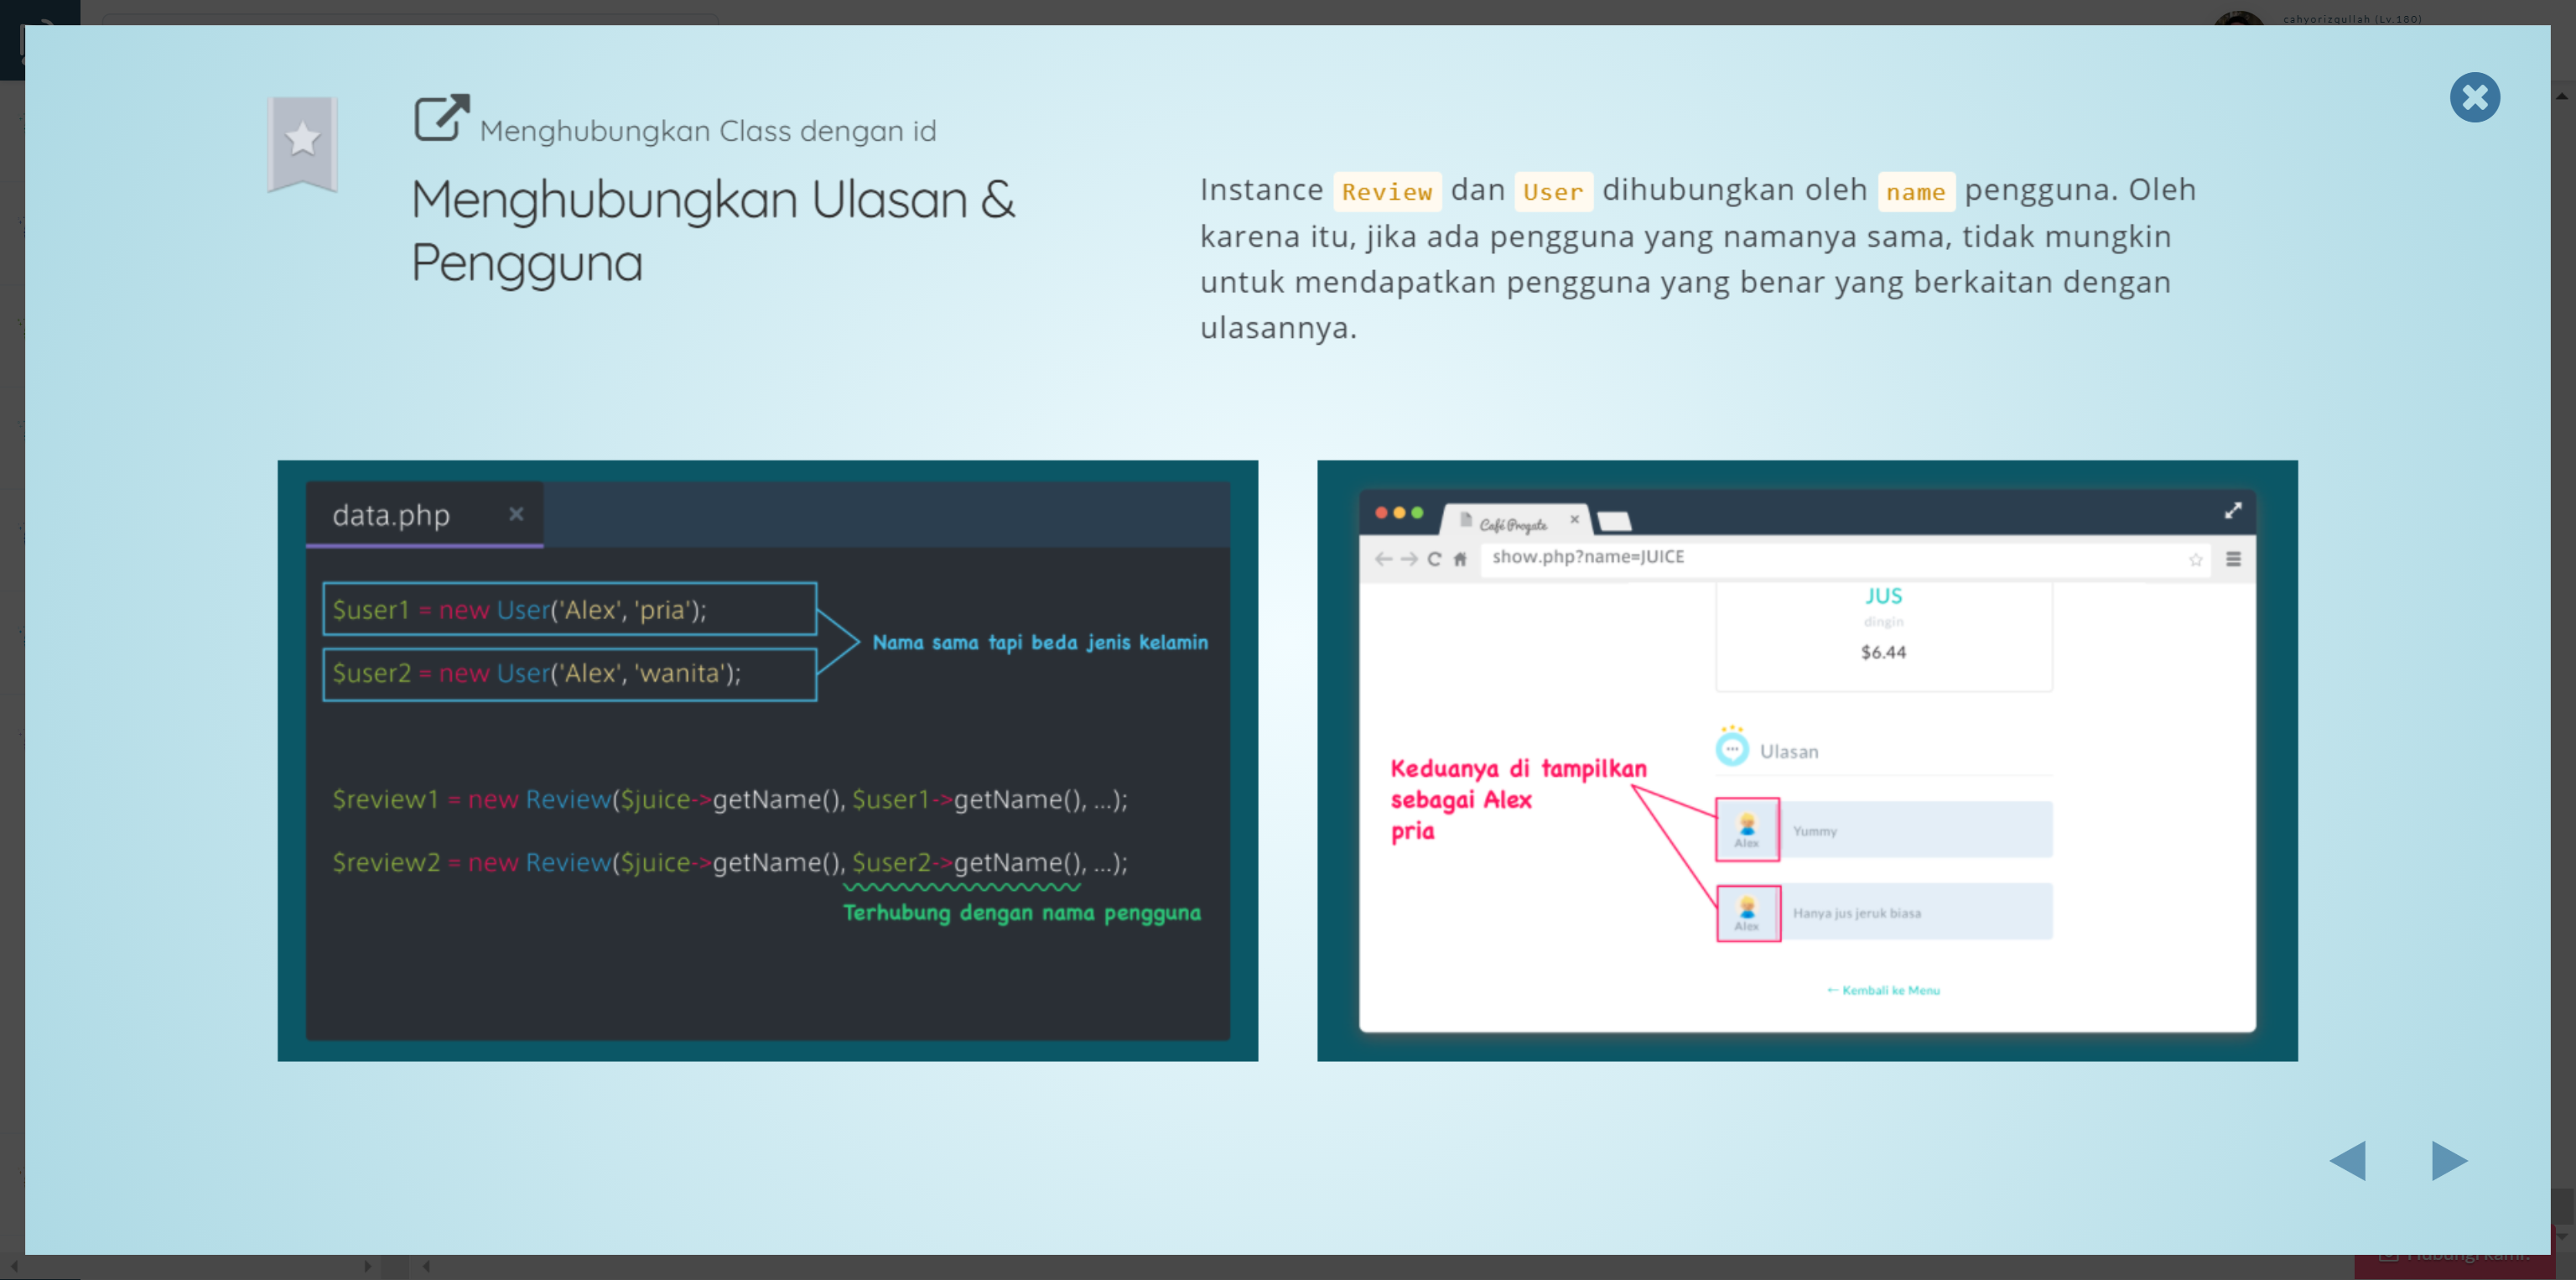 cahyorizqullah (Lv.180)
Menghubungkan Class dengan id
Menghubungkan Ulasan &
Pengguna
Instance Review dan User dihubungkan oleh name pengguna. Oleh
karena itu, jika ada pengguna yang namanya sama, tidak mungkin
untuk mendapatkan pengguna yang benar yang berkaitan dengan
ulasannya.
data.php
$user1 = new User('Alex', 'pria');
$user2 = new User('Alex', 'wanita');
Nama sama tapi beda jenis kelamin
$review1 = new Review($juice->getName(), $user1->getName(), ...);
$review2 = new Review($juice->getName(), $user2->getName(), ...);
Terhubung dengan nama pengguna
Café Progate
show.php?name=JUICE
JUS
dingin
$6.44
Ulasan
Keduanya di tampilkan
sebagai Alex
pria
Alex
Yummy
Alex
Hanya jus jeruk biasa
← Kembali ke Menu
Hubungi kami.